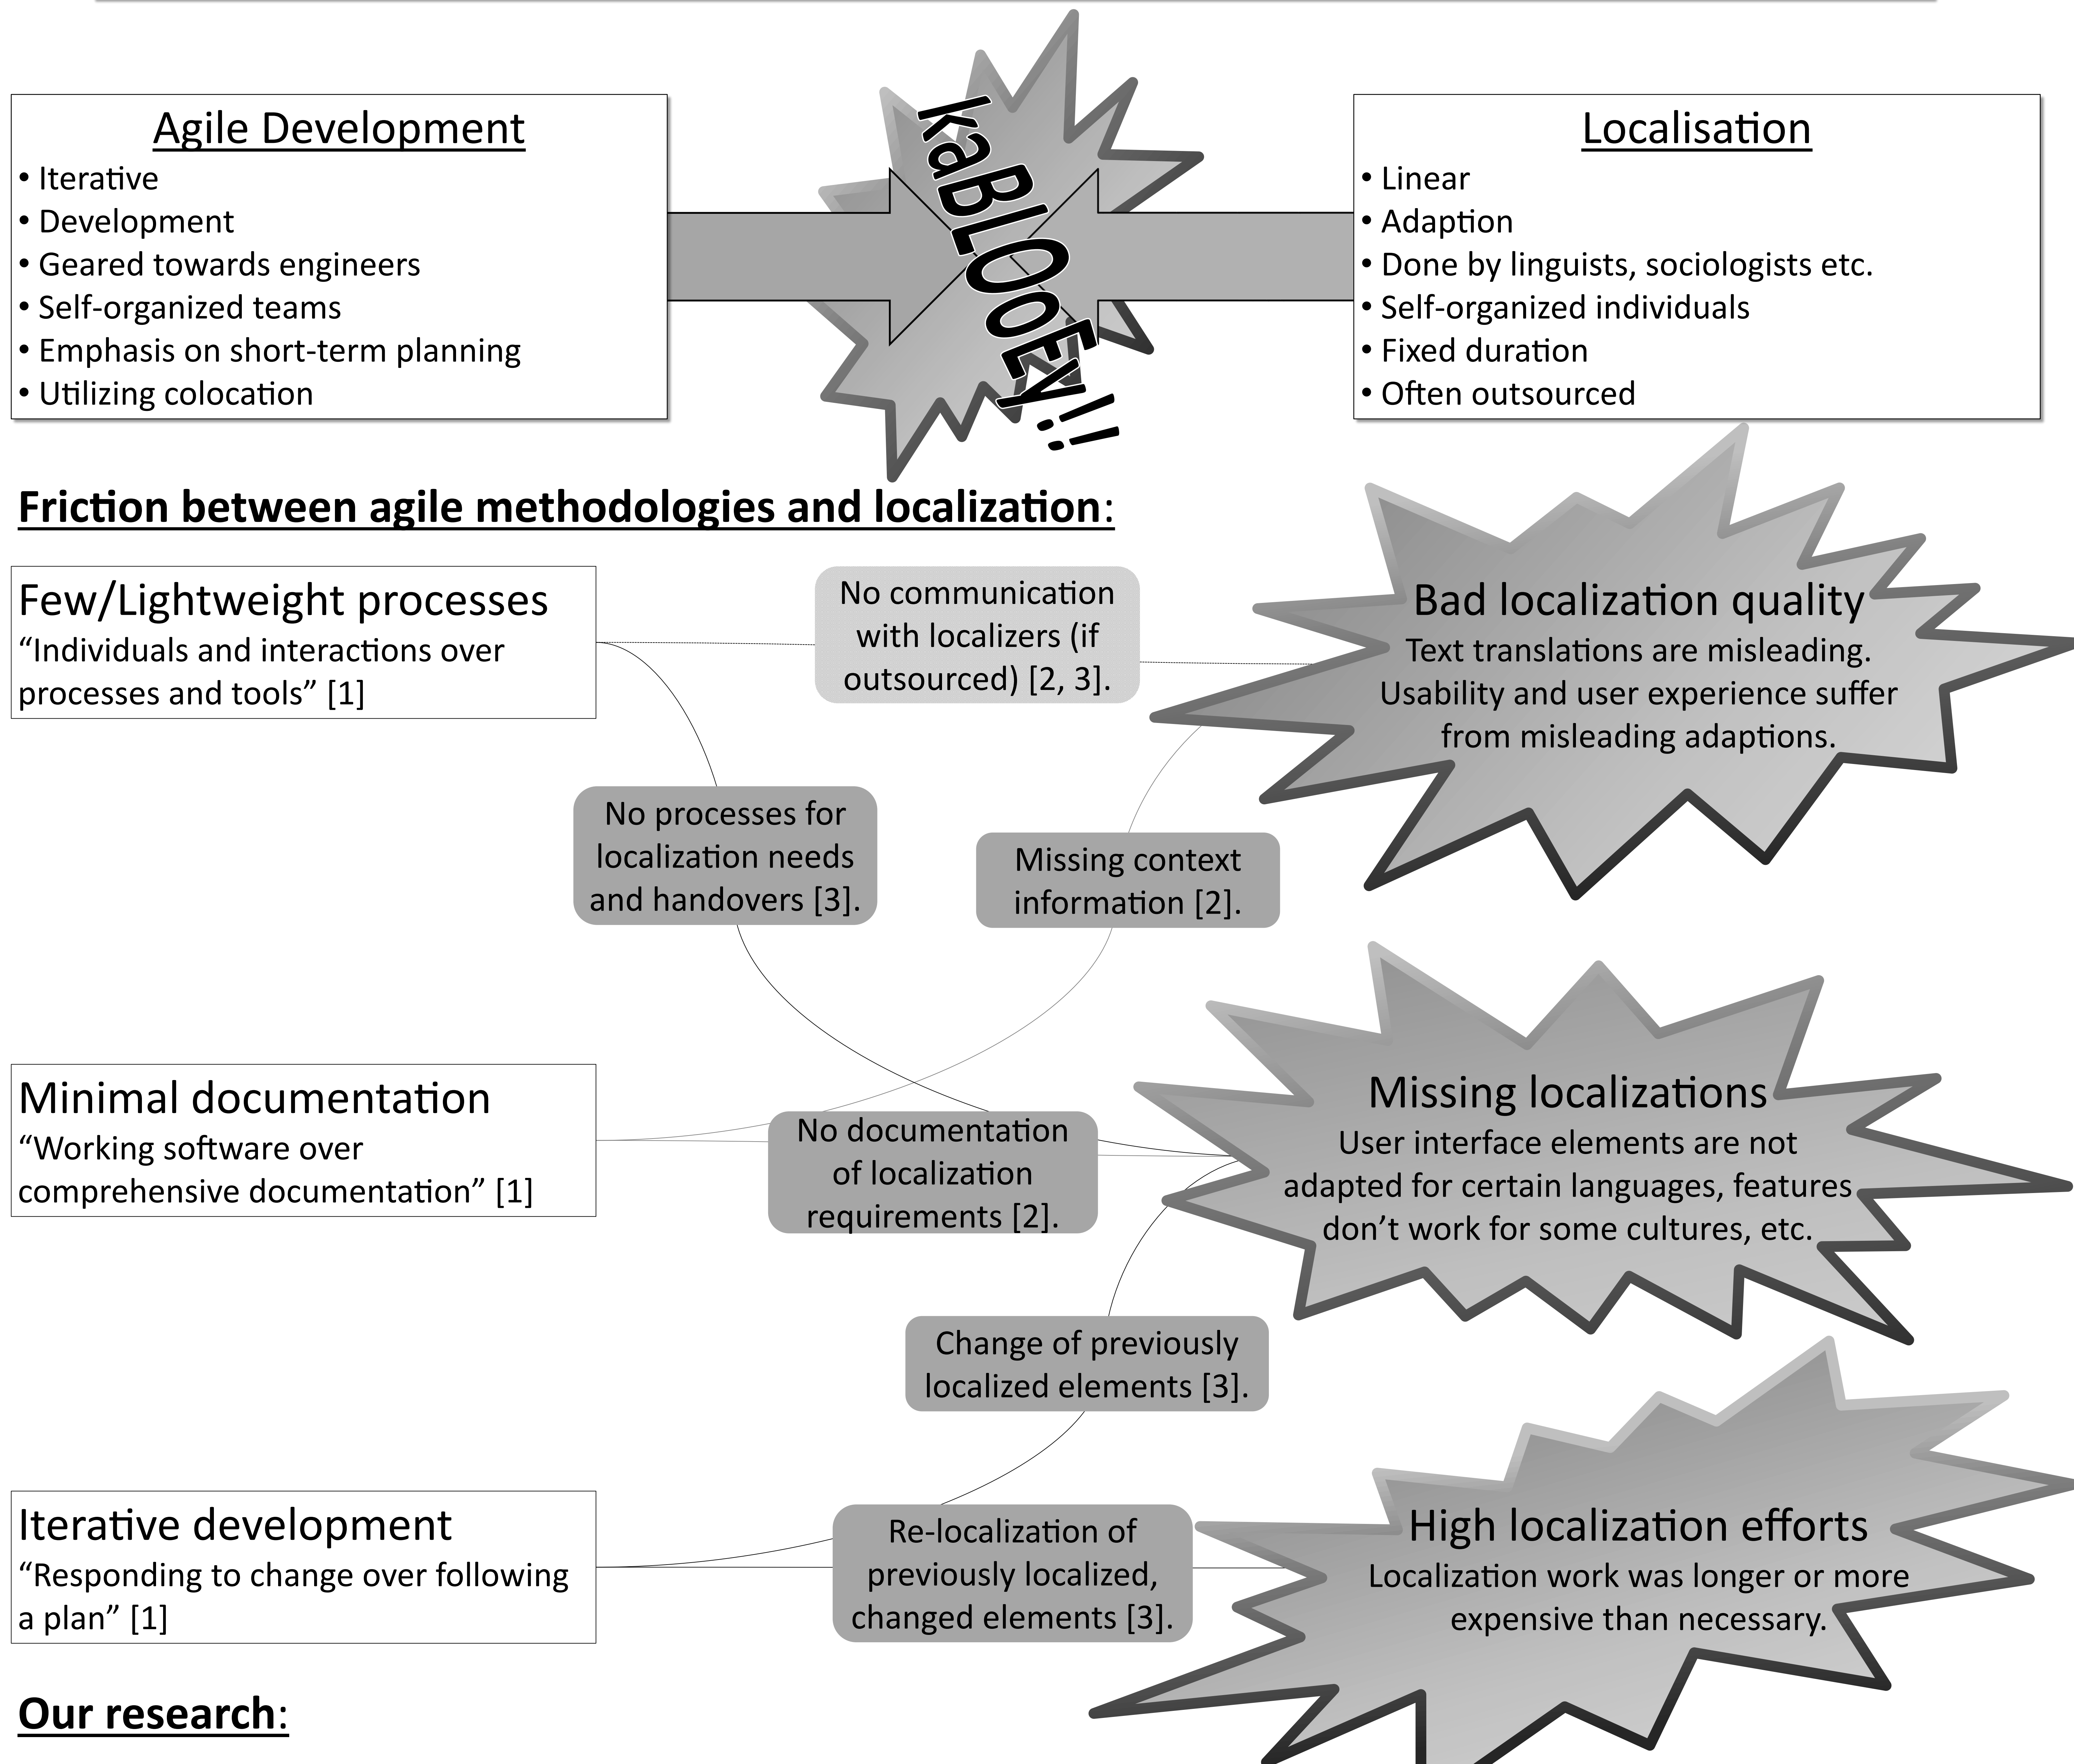 Agile Development
• Iterative
• Development
• Geared towards engineers
• Self-organized teams
• Emphasis on short-term planning
• Utilizing colocation
kaBLOoEy!!
Localisation
• Linear
• Adaption
• Done by linguists, sociologists etc.
• Self-organized individuals
• Fixed duration
• Often outsourced
Friction between agile methodologies and localization:
Few/Lightweight processes
“Individuals and interactions over
processes and tools” [1]
No communication
with localizers (if
outsourced) [2, 3].
Bad localization quality
Text translations are misleading.
Usability and user experience suffer
from misleading adaptions.
No processes for
localization needs
and handovers [3].
Missing context
information [2].
Minimal documentation
“Working software over
comprehensive documentation” [1]
No documentation
of localization
requirements [2].
Missing localizations
User interface elements are not
adapted for certain languages, features
don’t work for some cultures, etc.
Change of previously
localized elements [3].
Iterative development
“Responding to change over following
a plan” [1]
Re-localization of
previously localized,
changed elements [3].
High localization efforts
Localization work was longer or more
expensive than necessary.
Our research: